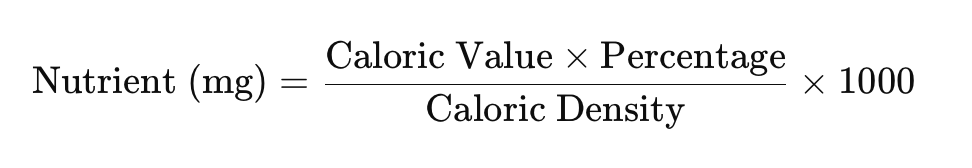 Nutrient (mg) = Caloric Value × Percentage / Caloric Density × 1000